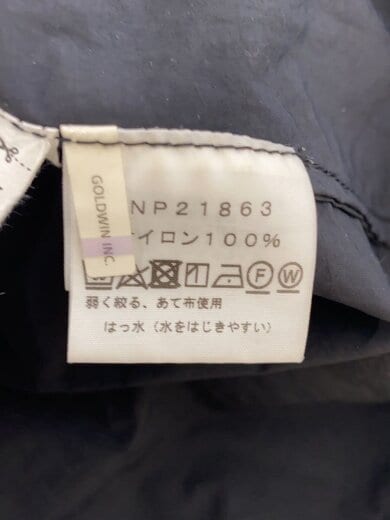 GOLDWIN INC.
NP21863
イロン100%
F W
弱く絞る、あて布使用
はっ水（水をはじきやすい）